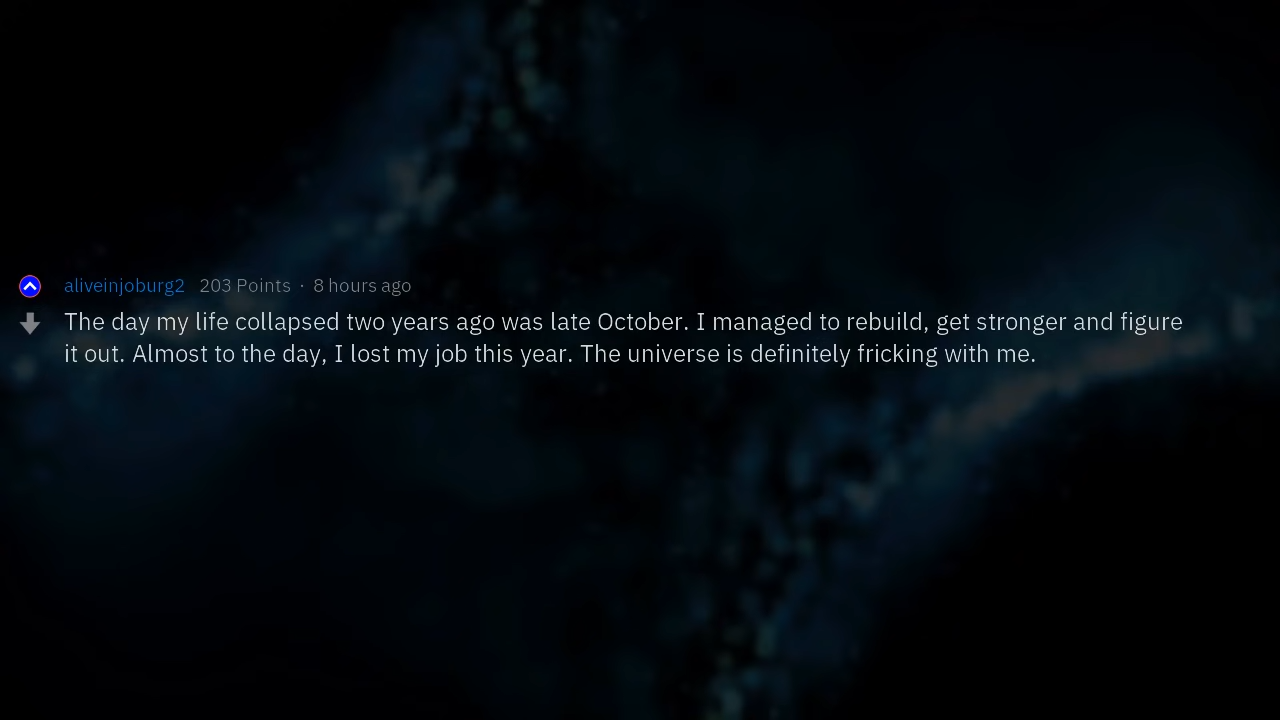 aliveinjoburg2 203 Points · 8 hours ago
The day my life collapsed two years ago was late October. I managed to rebuild, get stronger and figure
it out. Almost to the day, I lost my job this year. The universe is definitely fricking with me.